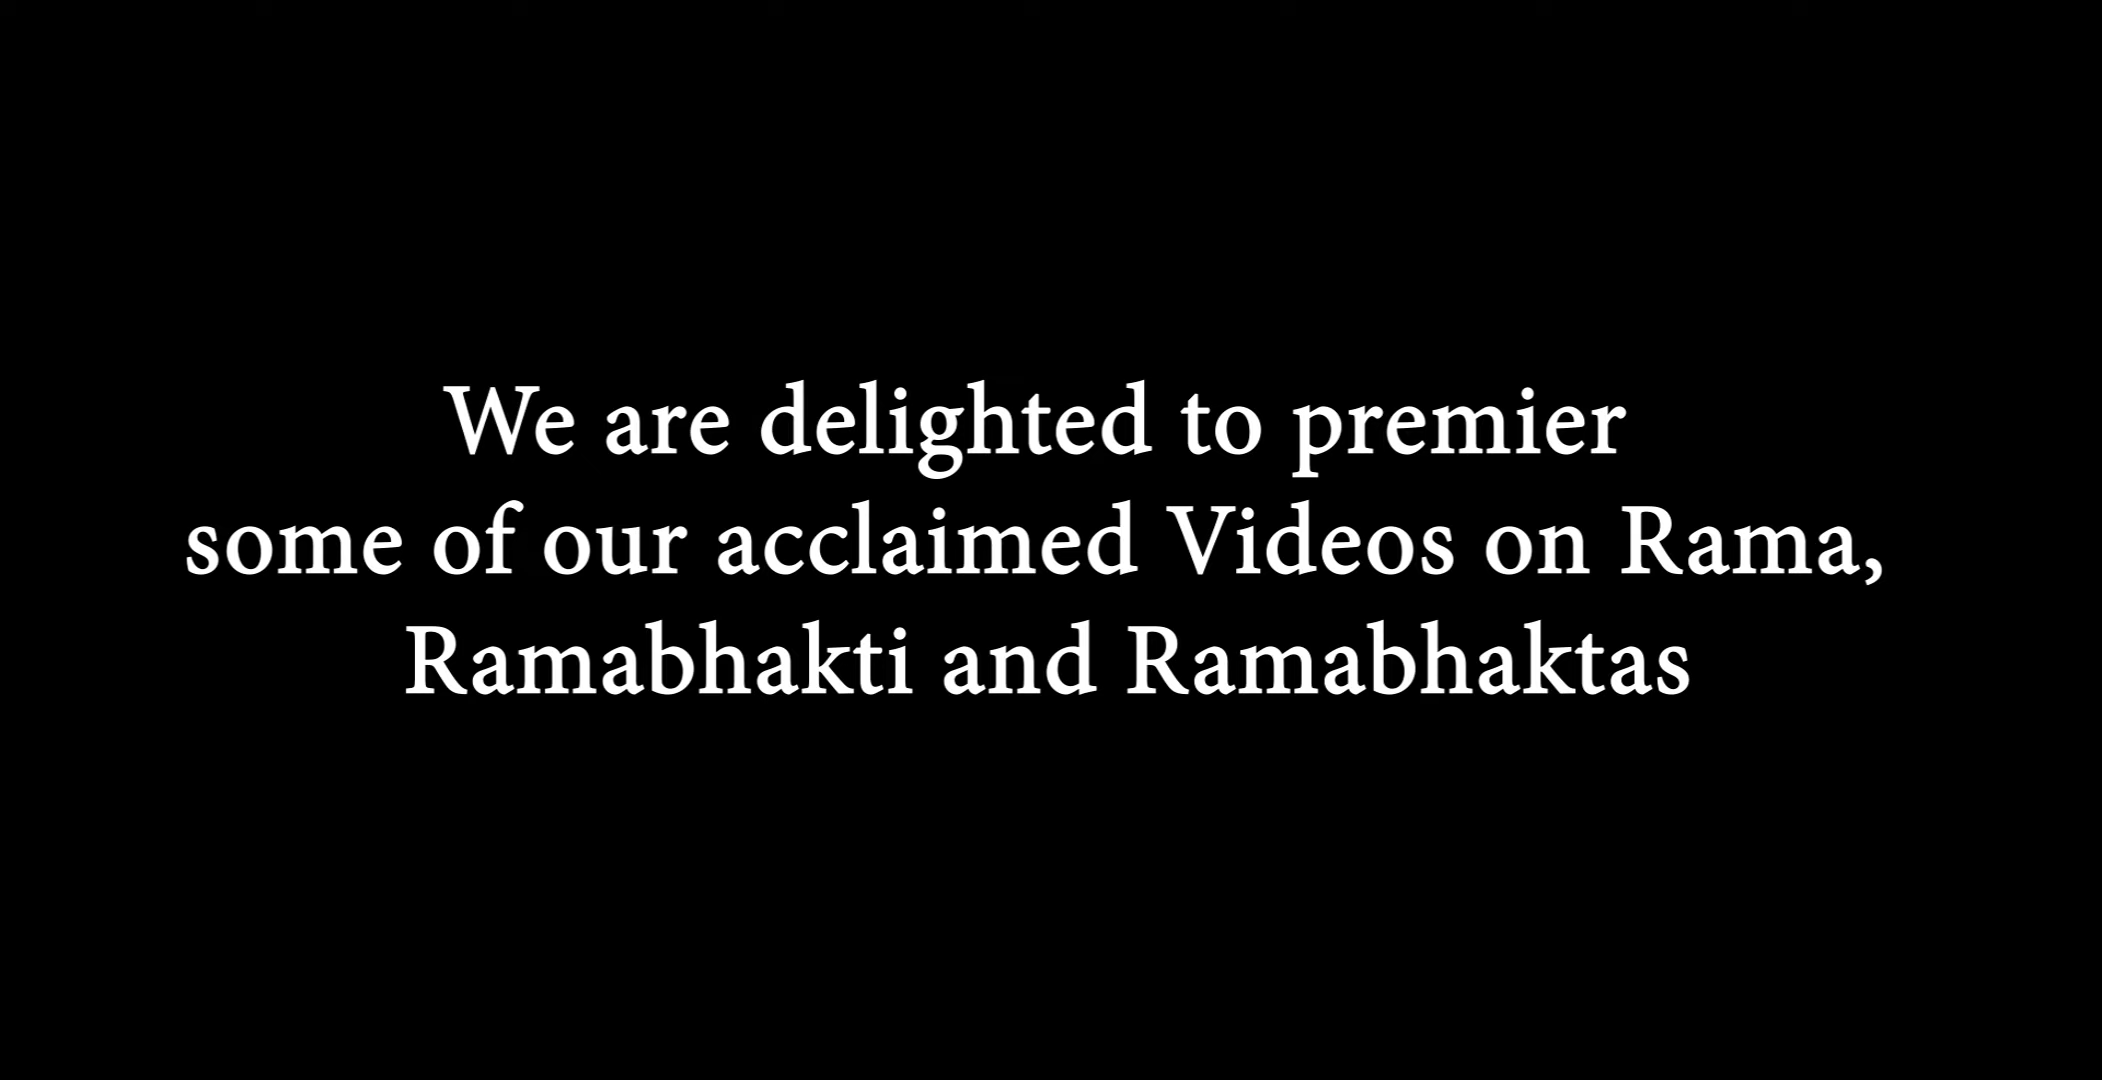 We are delighted to premier
some of our acclaimed Videos on Rama,
Ramabhakti and Ramabhaktas